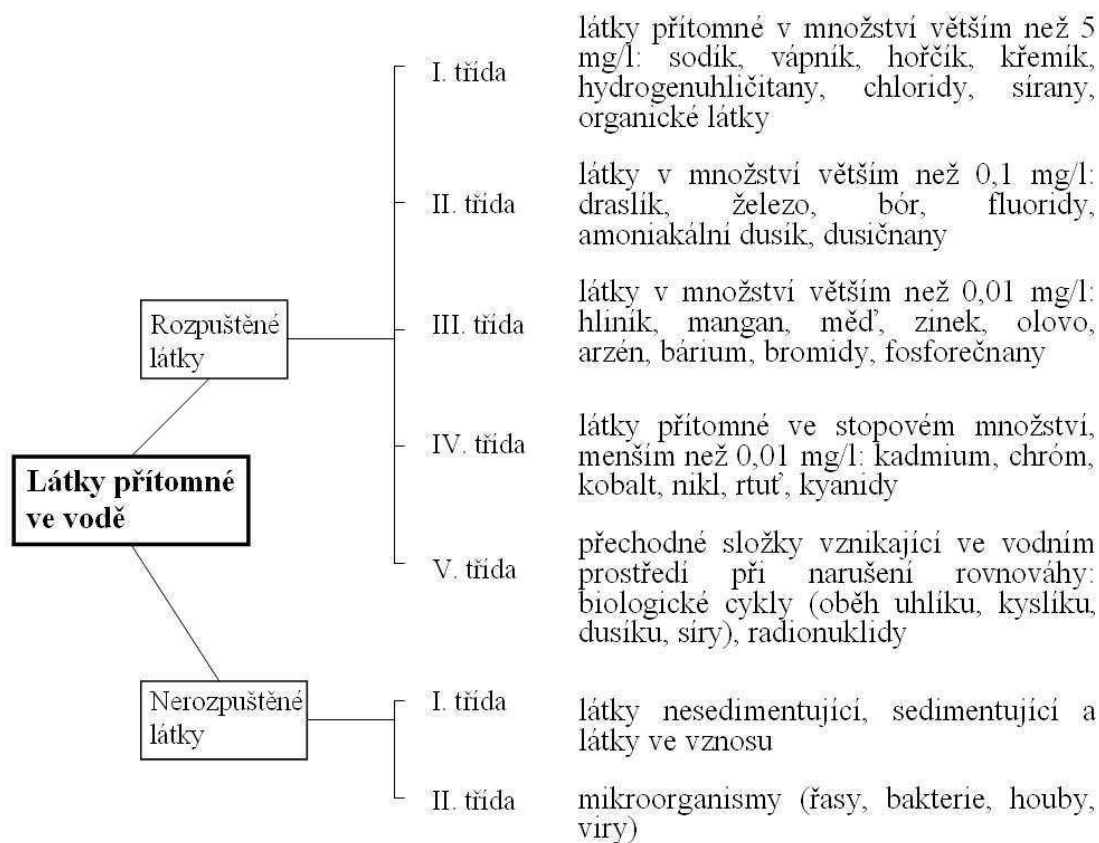 I. třída
látky přítomné v množství větším než 5
mg/l: sodík, vápník, hořčík, křemík,
hydrogenuhličitany, chloridy, sírany,
organické látky
II. třída
látky v množství větším než 0,1 mg/l:
draslík, železo, bór, fluoridy,
amoniakální dusík, dusičnany
Rozpuštěné
látky
III. třída
látky v množství větším než 0,01 mg/l:
hliník, mangan, měď, zinek, olovo,
arzén, bárium, bromidy, fosforečnany
IV. třída
látky přítomné ve stopovém množství,
menším než 0,01 mg/l: kadmium, chróm,
kobalt, nikl, rtuť, kyanidy
Látky přítomné
ve vodě
V. třída
přechodné složky vznikající ve vodním
prostředí při narušení rovnováhy:
biologické cykly (oběh uhlíku, kyslíku,
dusíku, síry), radionuklidy
Nerozpuštěné
látky
I. třída
látky nesedimentující, sedimentující a
látky ve vznosu
II. třída
mikroorganismy (řasy, bakterie, houby,
viry)